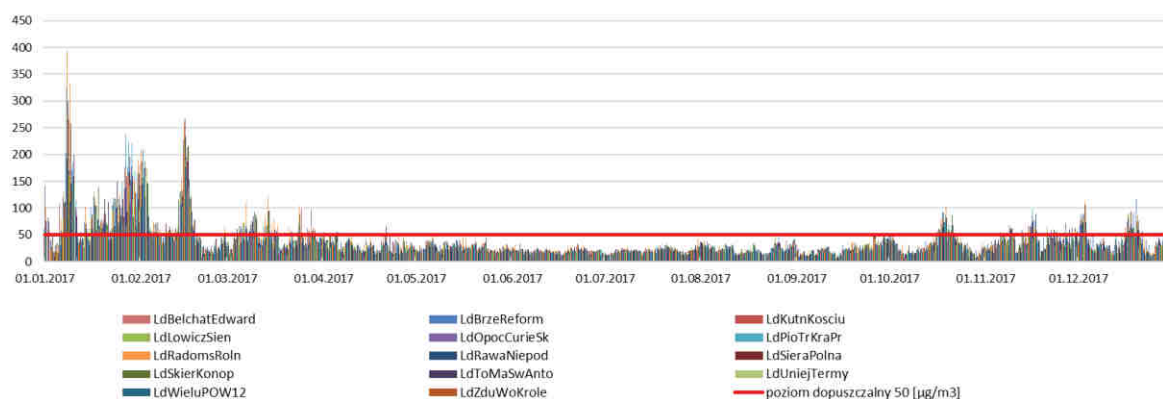 450
400
350
300
250
200
150
100
50
0
01.01.2017 01.02.2017 01.03.2017 01.04.2017 01.05.2017 01.06.2017 01.07.2017 01.08.2017 01.09.2017 01.10.2017 01.11.2017 01.12.2017
LdBelchatEdward LdBrzeReform LdKutnKosciu
LdLowiczSien LdOpocCurieSk LdPioTrKraPr
LdRadomsRoln LdRawaNiepod LdSieraPolna
LdSkierKonop LdToMaSwAnto LdUniejTermy
LdWieluPOW12 LdZduWoKrole poziom dopuszczalny 50 [µg/m3]